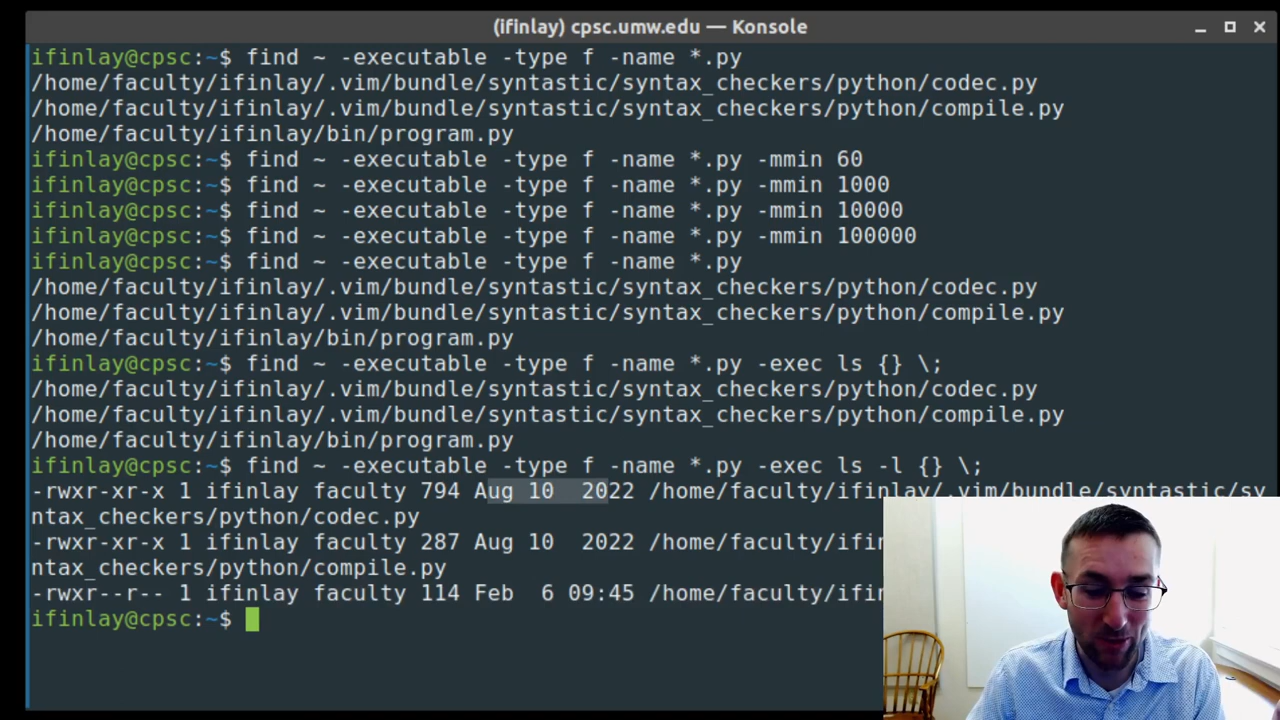 (ifinlay) cpsc.umw.edu — Konsole
ifinlay@cpsc:~$ find ~ -executable -type f -name *.py
/home/faculty/ifinlay/.vim/bundle/syntastic/syntax_checkers/python/codec.py
/home/faculty/ifinlay/.vim/bundle/syntastic/syntax_checkers/python/compile.py
/home/faculty/ifinlay/bin/program.py
ifinlay@cpsc:~$ find ~ -executable -type f -name *.py -mmin 60
ifinlay@cpsc:~$ find ~ -executable -type f -name *.py -mmin 1000
ifinlay@cpsc:~$ find ~ -executable -type f -name *.py -mmin 10000
ifinlay@cpsc:~$ find ~ -executable -type f -name *.py -mmin 100000
ifinlay@cpsc:~$ find ~ -executable -type f -name *.py
/home/faculty/ifinlay/.vim/bundle/syntastic/syntax_checkers/python/codec.py
/home/faculty/ifinlay/.vim/bundle/syntastic/syntax_checkers/python/compile.py
/home/faculty/ifinlay/bin/program.py
ifinlay@cpsc:~$ find ~ -executable -type f -name *.py -exec ls {} \;
/home/faculty/ifinlay/.vim/bundle/syntastic/syntax_checkers/python/codec.py
/home/faculty/ifinlay/.vim/bundle/syntastic/syntax_checkers/python/compile.py
/home/faculty/ifinlay/bin/program.py
ifinlay@cpsc:~$ find ~ -executable -type f -name *.py -exec ls -l {} \;
-rwxr-xr-x 1 ifinlay faculty 794 Aug 10  2022 /home/faculty/ifinlay/.vim/bundle/syntastic/sy
ntax_checkers/python/codec.py
-rwxr-xr-x 1 ifinlay faculty 287 Aug 10  2022 /home/faculty/ifin
ntax_checkers/python/compile.py
-rwxr--r-- 1 ifinlay faculty 114 Feb  6 09:45 /home/faculty/ifin
ifinlay@cpsc:~$